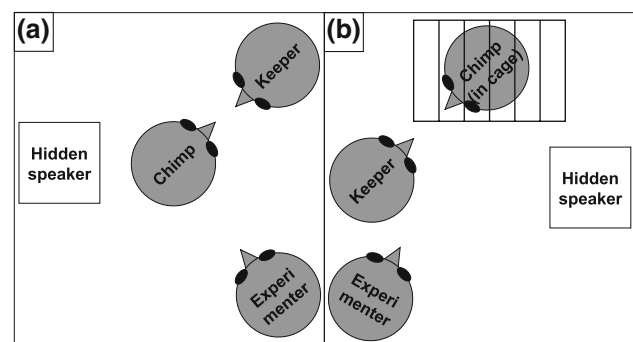 (a)
Keeper
Chimp
Hidden
speaker
Experi
menter
(b)
Chimp
(in cage)
Keeper
Hidden
speaker
Experi
menter